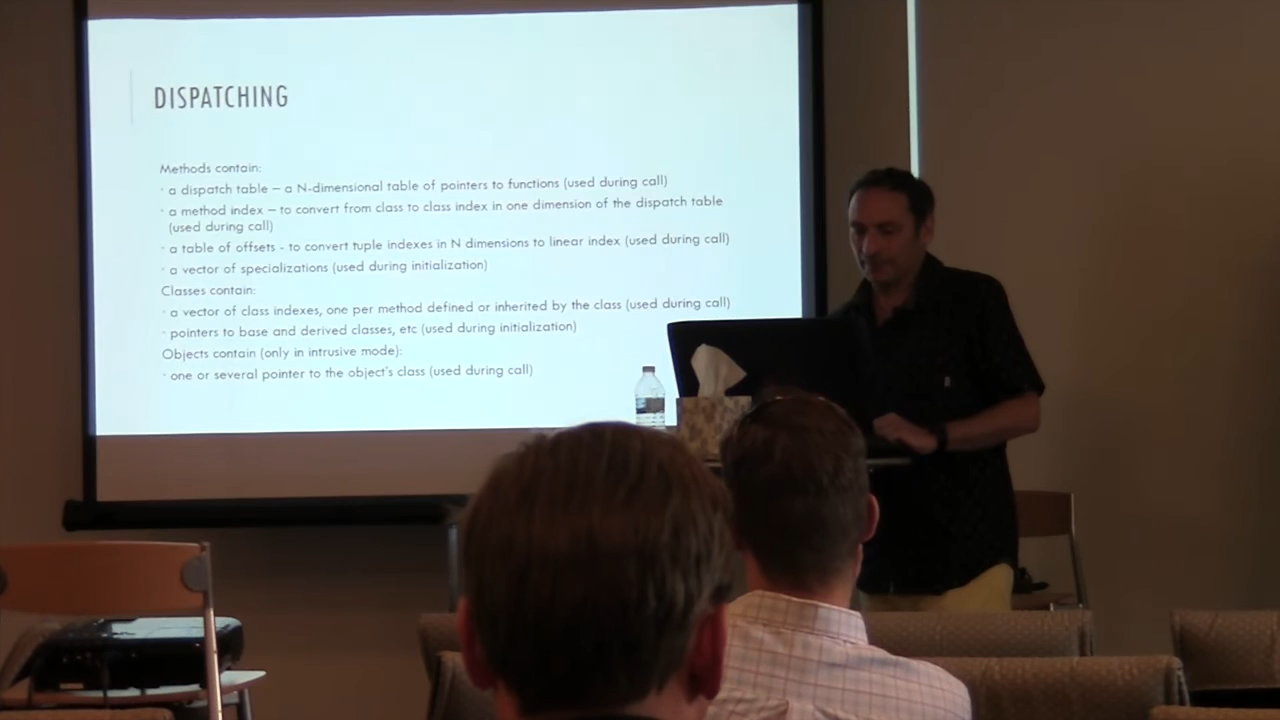 DISPATCHING
Methods contain:
· a dispatch table – a N-dimensional table of pointers to functions (used during call)
· a method index – to convert from class to class index in one dimension of the dispatch table
(used during call)
· a table of offsets - to convert tuple indexes in N dimensions to linear index (used during call)
· a vector of specializations (used during initialization)
Classes contain:
· a vector of class indexes, one per method defined or inherited by the class (used during call)
· pointers to base and derived classes, etc (used during initialization)
Objects contain (only in intrusive mode):
· one or several pointer to the object's class (used during call)